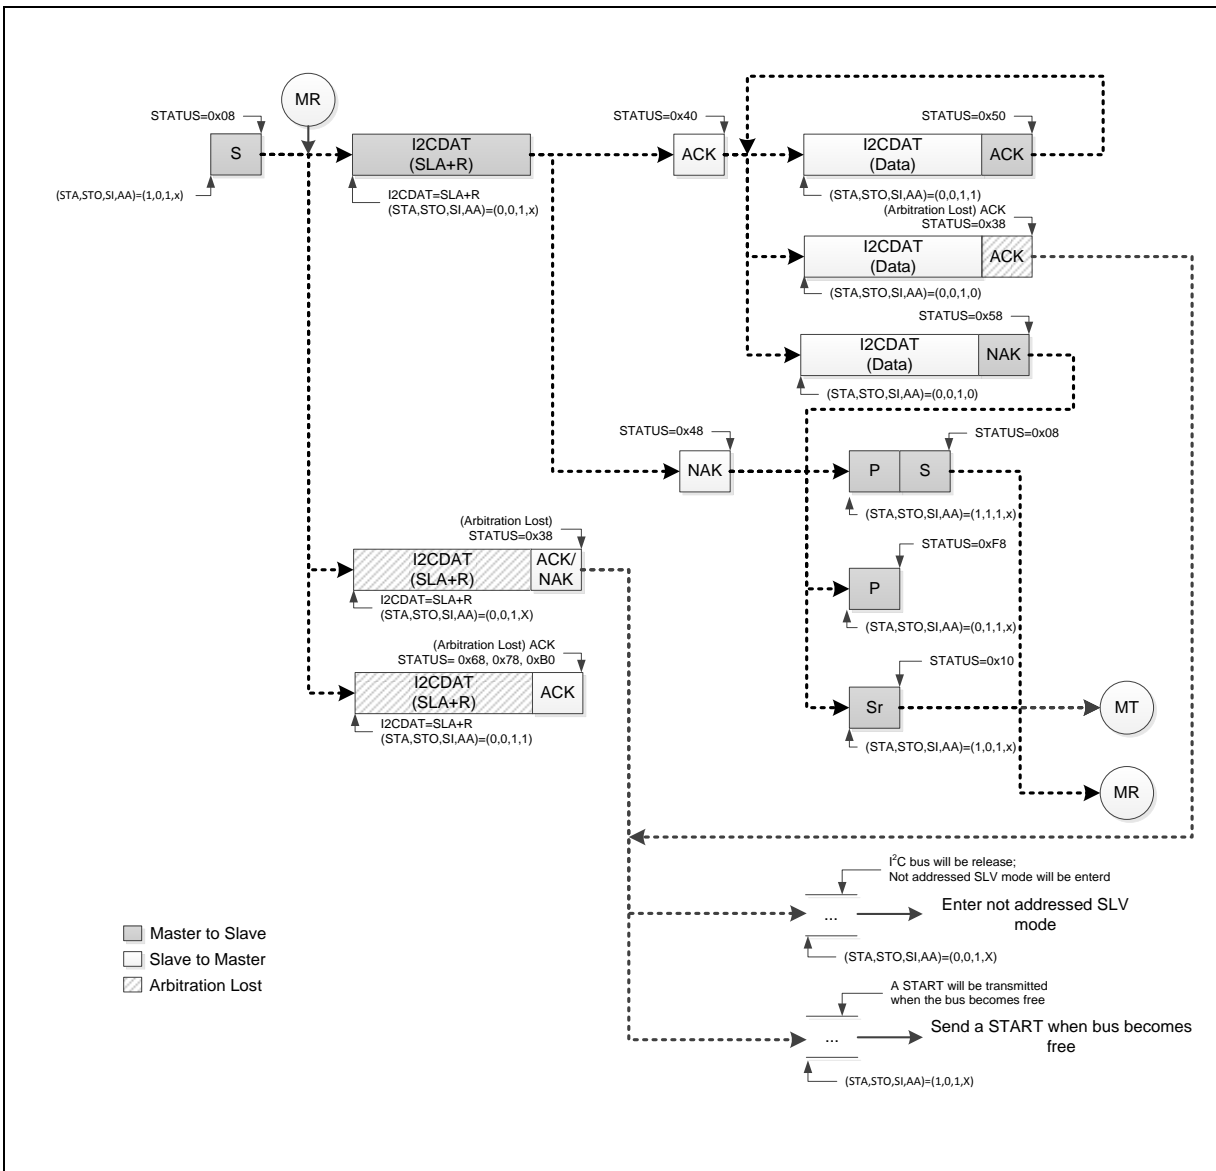 MR
STATUS=0x08
S
(STA,STO,SI,AA)=(1,0,1,x)
I2CDAT
(SLA+R)
I2CDAT=SLA+R
(STA,STO,SI,AA)=(0,0,1,x)
STATUS=0x40
ACK
STATUS=0x50
I2CDAT
(Data)
ACK
(STA,STO,SI,AA)=(0,0,1,1)
(Arbitration Lost) ACK
STATUS=0x38
I2CDAT
(Data)
ACK
(STA,STO,SI,AA)=(0,0,1,0)
STATUS=0x58
I2CDAT
(Data)
NAK
(STA,STO,SI,AA)=(0,0,1,0)
STATUS=0x48
NAK
STATUS=0x08
P
S
(STA,STO,SI,AA)=(1,1,1,x)
(Arbitration Lost)
STATUS=0x38
I2CDAT
(SLA+R)
ACK/
NAK
I2CDAT=SLA+R
(STA,STO,SI,AA)=(0,0,1,X)
STATUS=0xF8
P
(STA,STO,SI,AA)=(0,1,1,x)
(Arbitration Lost) ACK
STATUS= 0x68, 0x78, 0xB0
I2CDAT
(SLA+R)
ACK
I2CDAT=SLA+R
(STA,STO,SI,AA)=(0,0,1,1)
STATUS=0x10
Sr
(STA,STO,SI,AA)=(1,0,1,x)
MT
MR
I²C bus will be release;
Not addressed SLV mode will be enterd
...
Enter not addressed SLV
mode
(STA,STO,SI,AA)=(0,0,1,X)
A START will be transmitted
when the bus becomes free
...
Send a START when bus becomes
free
(STA,STO,SI,AA)=(1,0,1,X)
Master to Slave
Slave to Master
Arbitration Lost